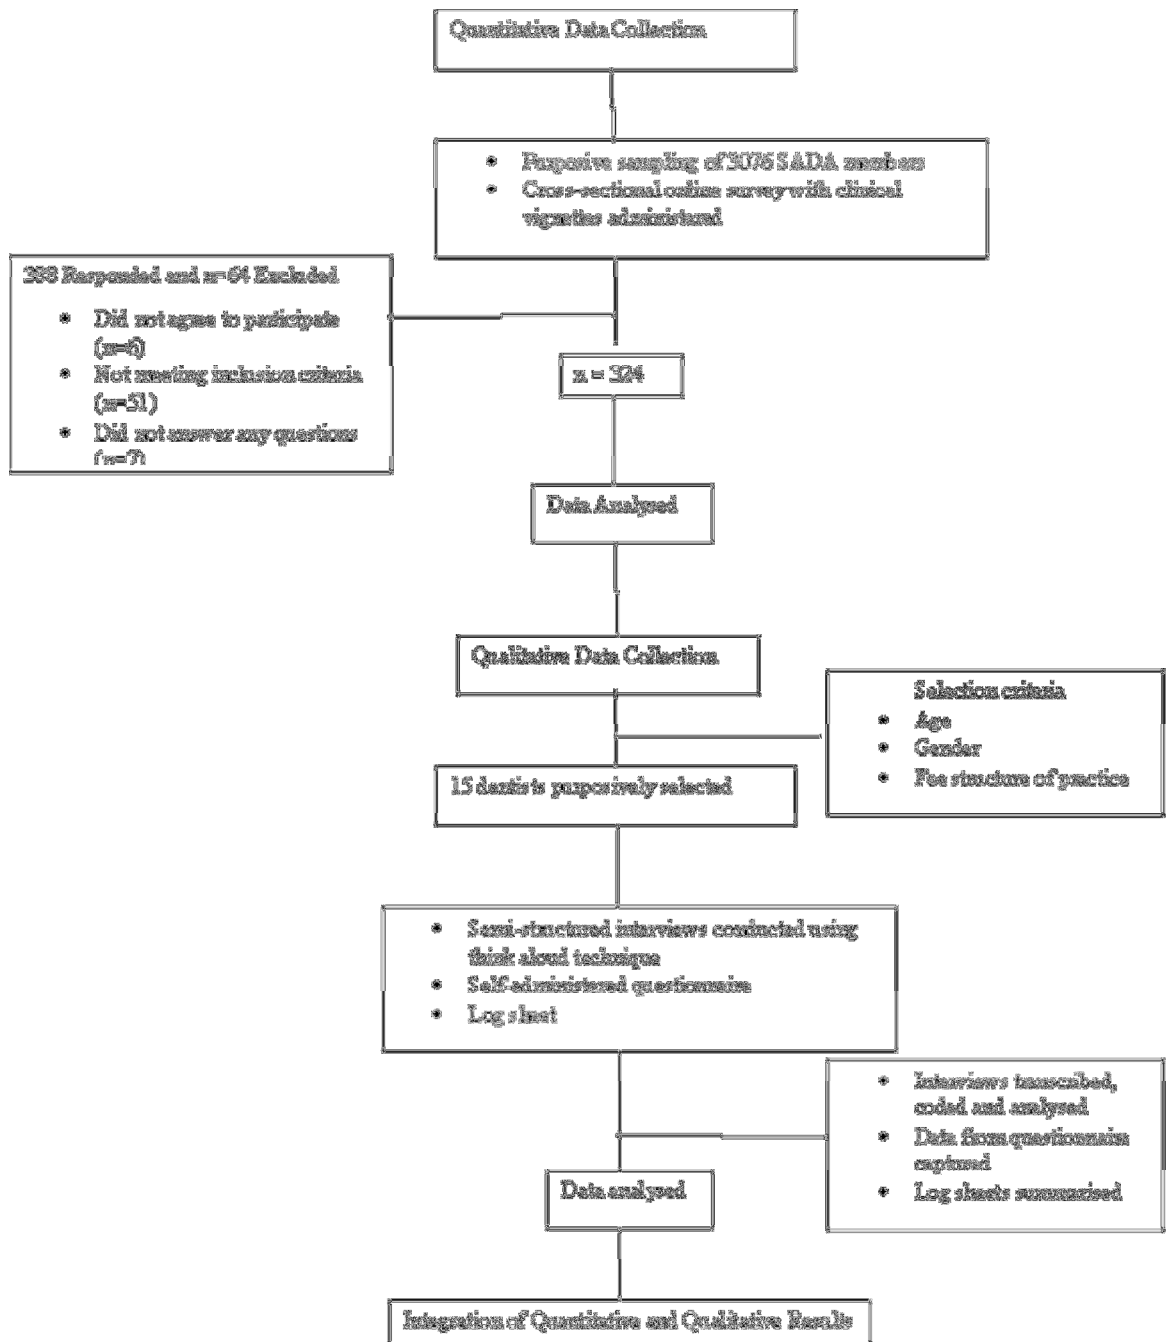 Quantitative Data Collection
• Purposive sampling of 3076 SADA members
• Cross-sectional online survey with clinical
vignettes administered
388 Responded and n=64 Excluded
• Did not agree to participate
(n=6)
• Not meeting inclusion criteria
(n=51)
• Did not answer any questions
(n=7)
n = 324
Data Analysed
Qualitative Data Collection
Selection criteria
• Age
• Gender
• Fee structure of practice
15 dentists purposively selected
• Semi-structured interviews conducted using
think aloud technique
• Self-administered questionnaire
• Log sheet
• Interviews transcribed,
coded and analysed
• Data from questionnaire
captured
• Log sheets summarised
Data analysed
Integration of Quantitative and Qualitative Results